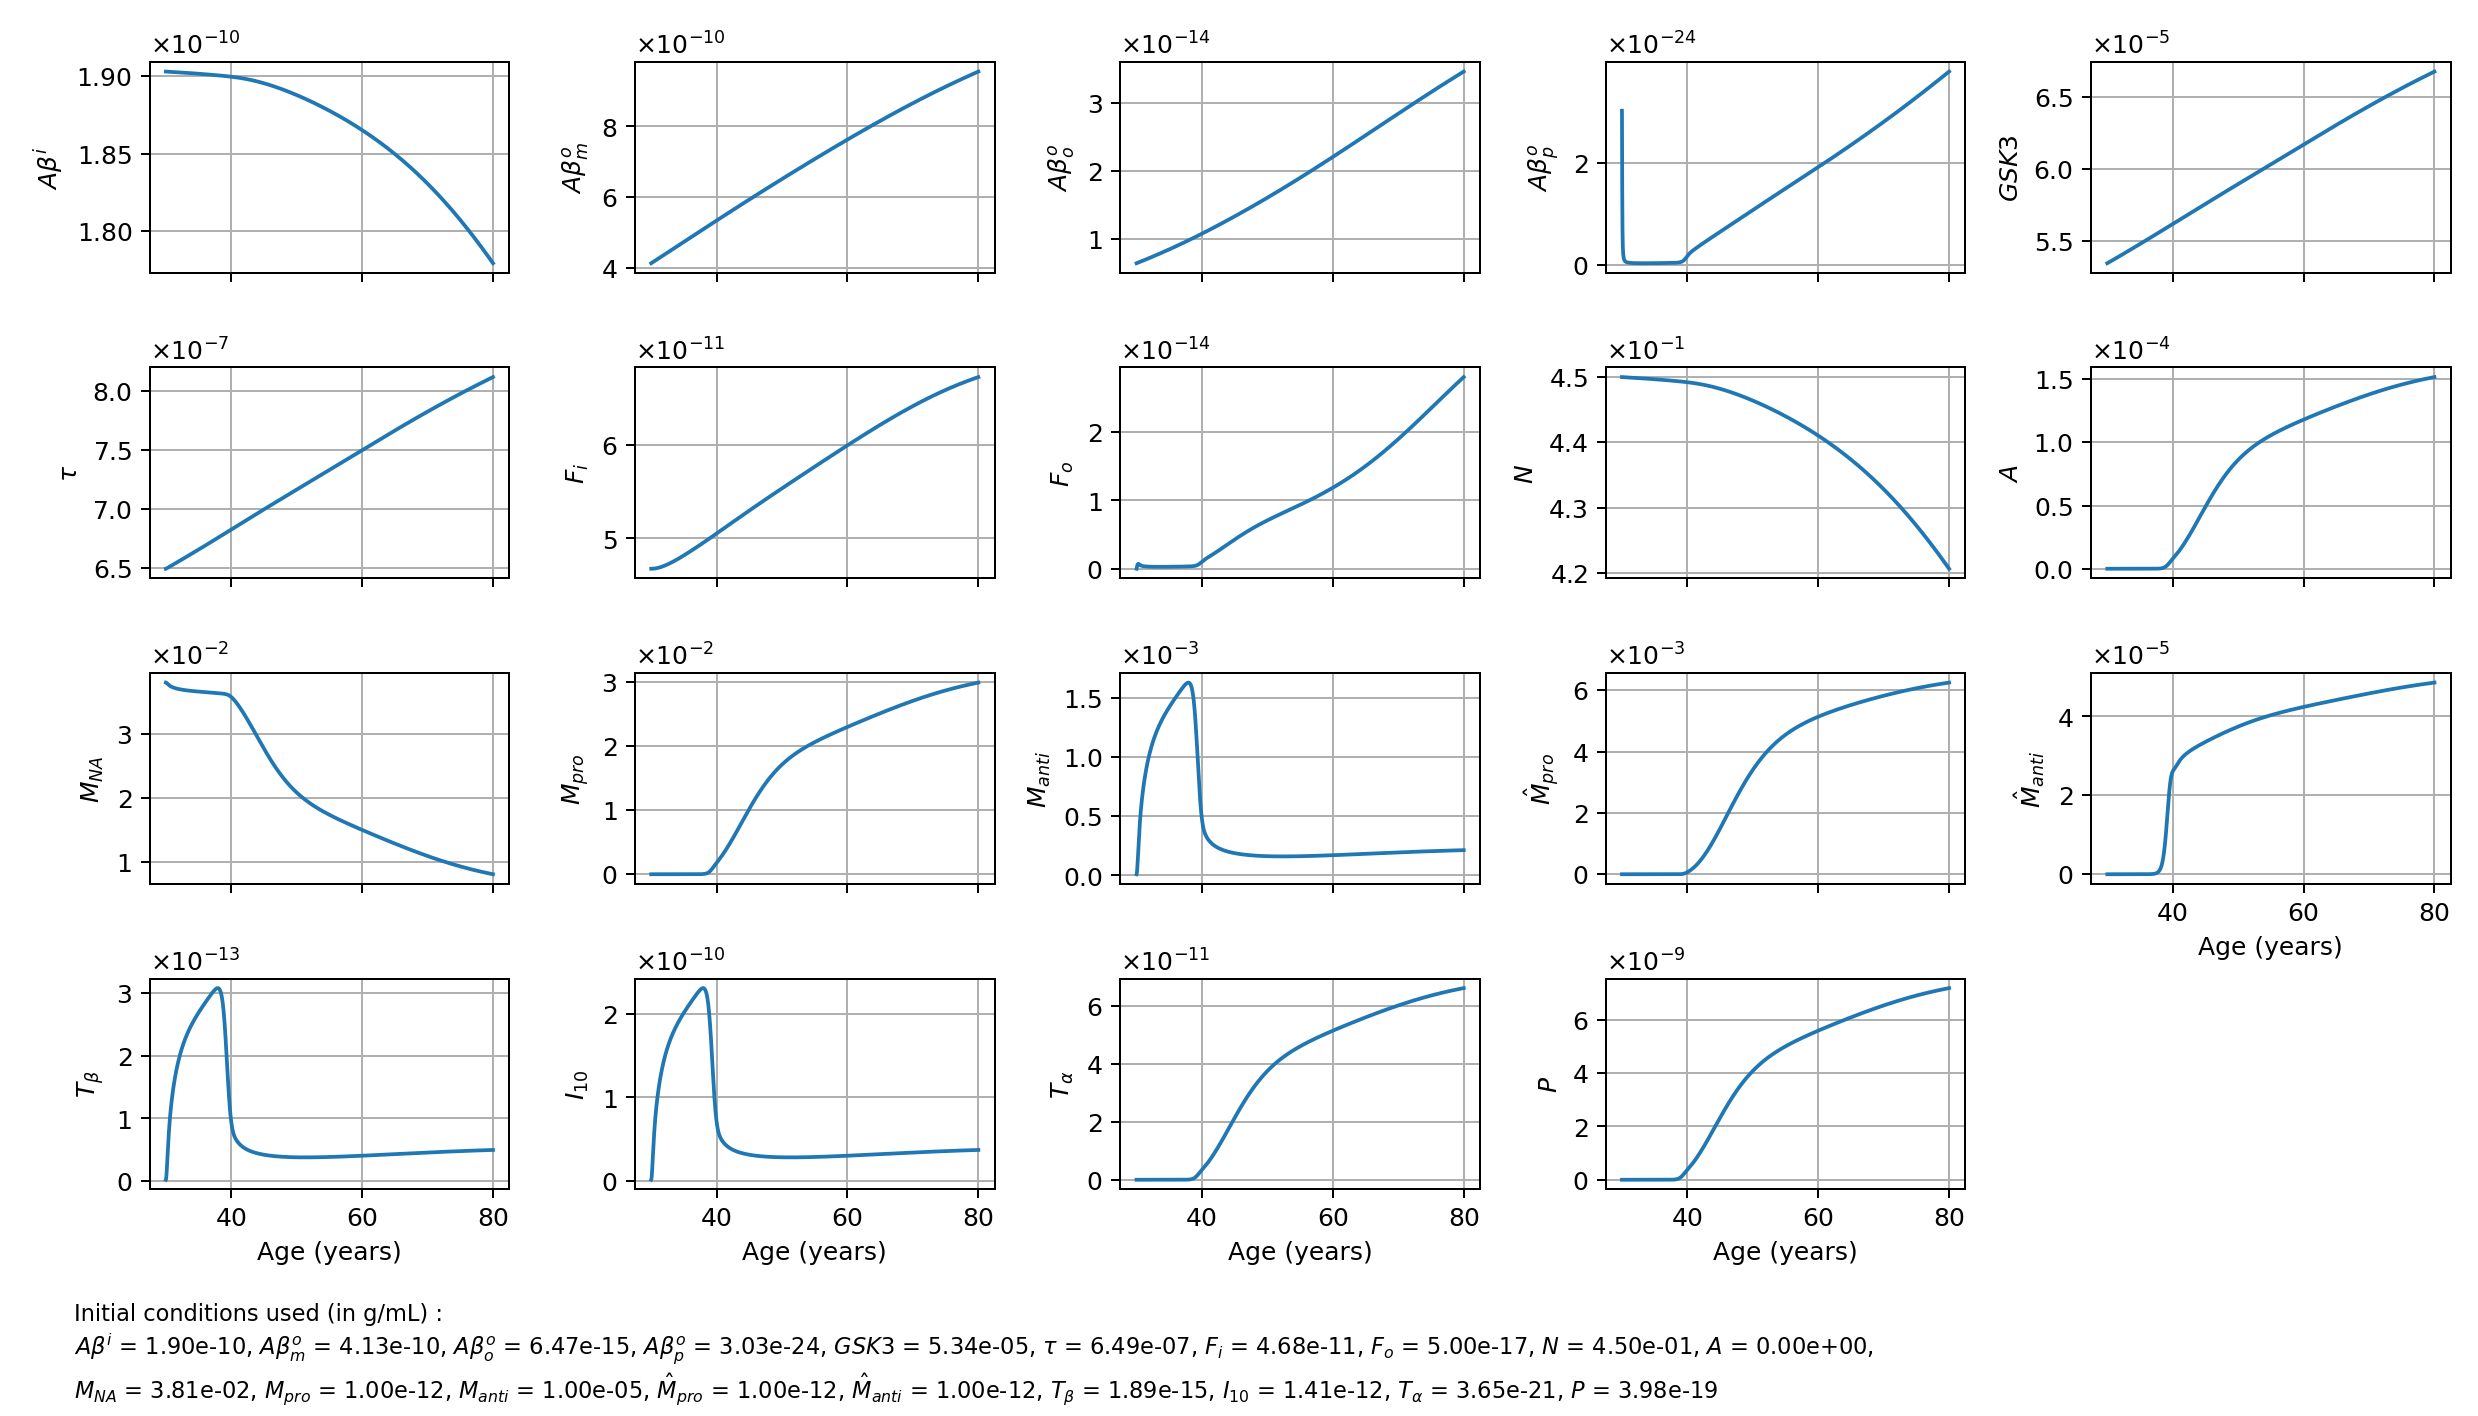 ×10⁻¹⁰ ×10⁻¹⁰ ×10⁻¹⁴ ×10⁻²⁴ ×10⁻⁵
Aβⁱ 1.90 1.85 1.80
Aβₘᵒ 8 6 4
Aβₒᵒ 3 2 1
Aβₚᵒ 2 0
GSK3 6.5 6.0 5.5
×10⁻⁷ ×10⁻¹¹ ×10⁻¹⁴ ×10⁻¹ ×10⁻⁴
τ 8.0 7.5 7.0 6.5
Fᵢ 6 5
Fₒ 2 1 0
N 4.5 4.4 4.3 4.2
A 1.5 1.0 0.5 0.0
×10⁻² ×10⁻² ×10⁻³ ×10⁻³ ×10⁻⁵
M_NA 3 2 1
M_pro 3 2 1 0
M_anti 1.5 1.0 0.5 0.0
M̂_pro 6 4 2 0
M̂_anti 4 2 0
40 60 80
Age (years)
×10⁻¹³ ×10⁻¹⁰ ×10⁻¹¹ ×10⁻⁹
T_β 3 2 1 0
I₁₀ 2 1 0
T_α 6 4 2 0
P 6 4 2 0
40 60 80 40 60 80 40 60 80 40 60 80
Age (years) Age (years) Age (years) Age (years)
Initial conditions used (in g/mL) :
Aβⁱ = 1.90e-10, Aβₘᵒ = 4.13e-10, Aβₒᵒ = 6.47e-15, Aβₚᵒ = 3.03e-24, GSK3 = 5.34e-05, τ = 6.49e-07, Fᵢ = 4.68e-11, Fₒ = 5.00e-17, N = 4.50e-01, A = 0.00e+00,
M_NA = 3.81e-02, M_pro = 1.00e-12, M_anti = 1.00e-05, M̂_pro = 1.00e-12, M̂_anti = 1.00e-12, T_β = 1.89e-15, I₁₀ = 1.41e-12, T_α = 3.65e-21, P = 3.98e-19